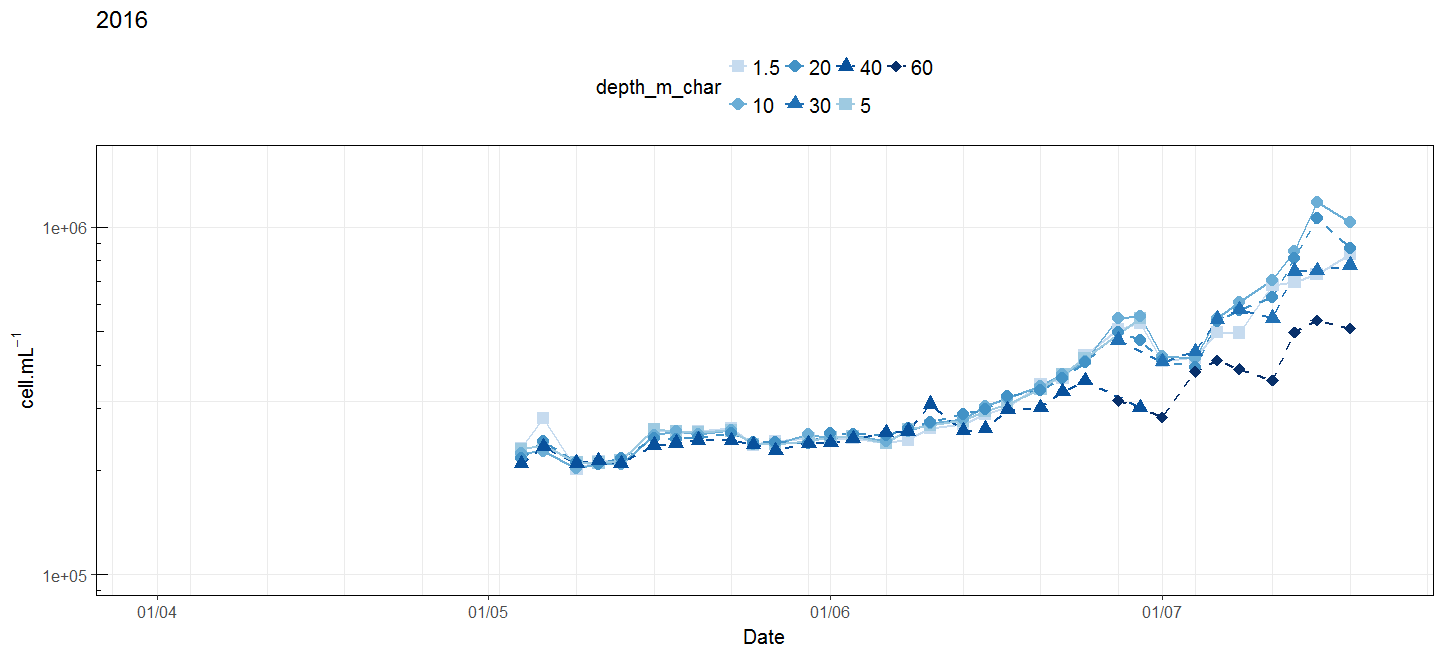 2016
depth_m_char
1.5 20 40 60
10 30 5
1e+06
1e+05
cell.mL⁻¹
01/04 01/05 01/06 01/07
Date